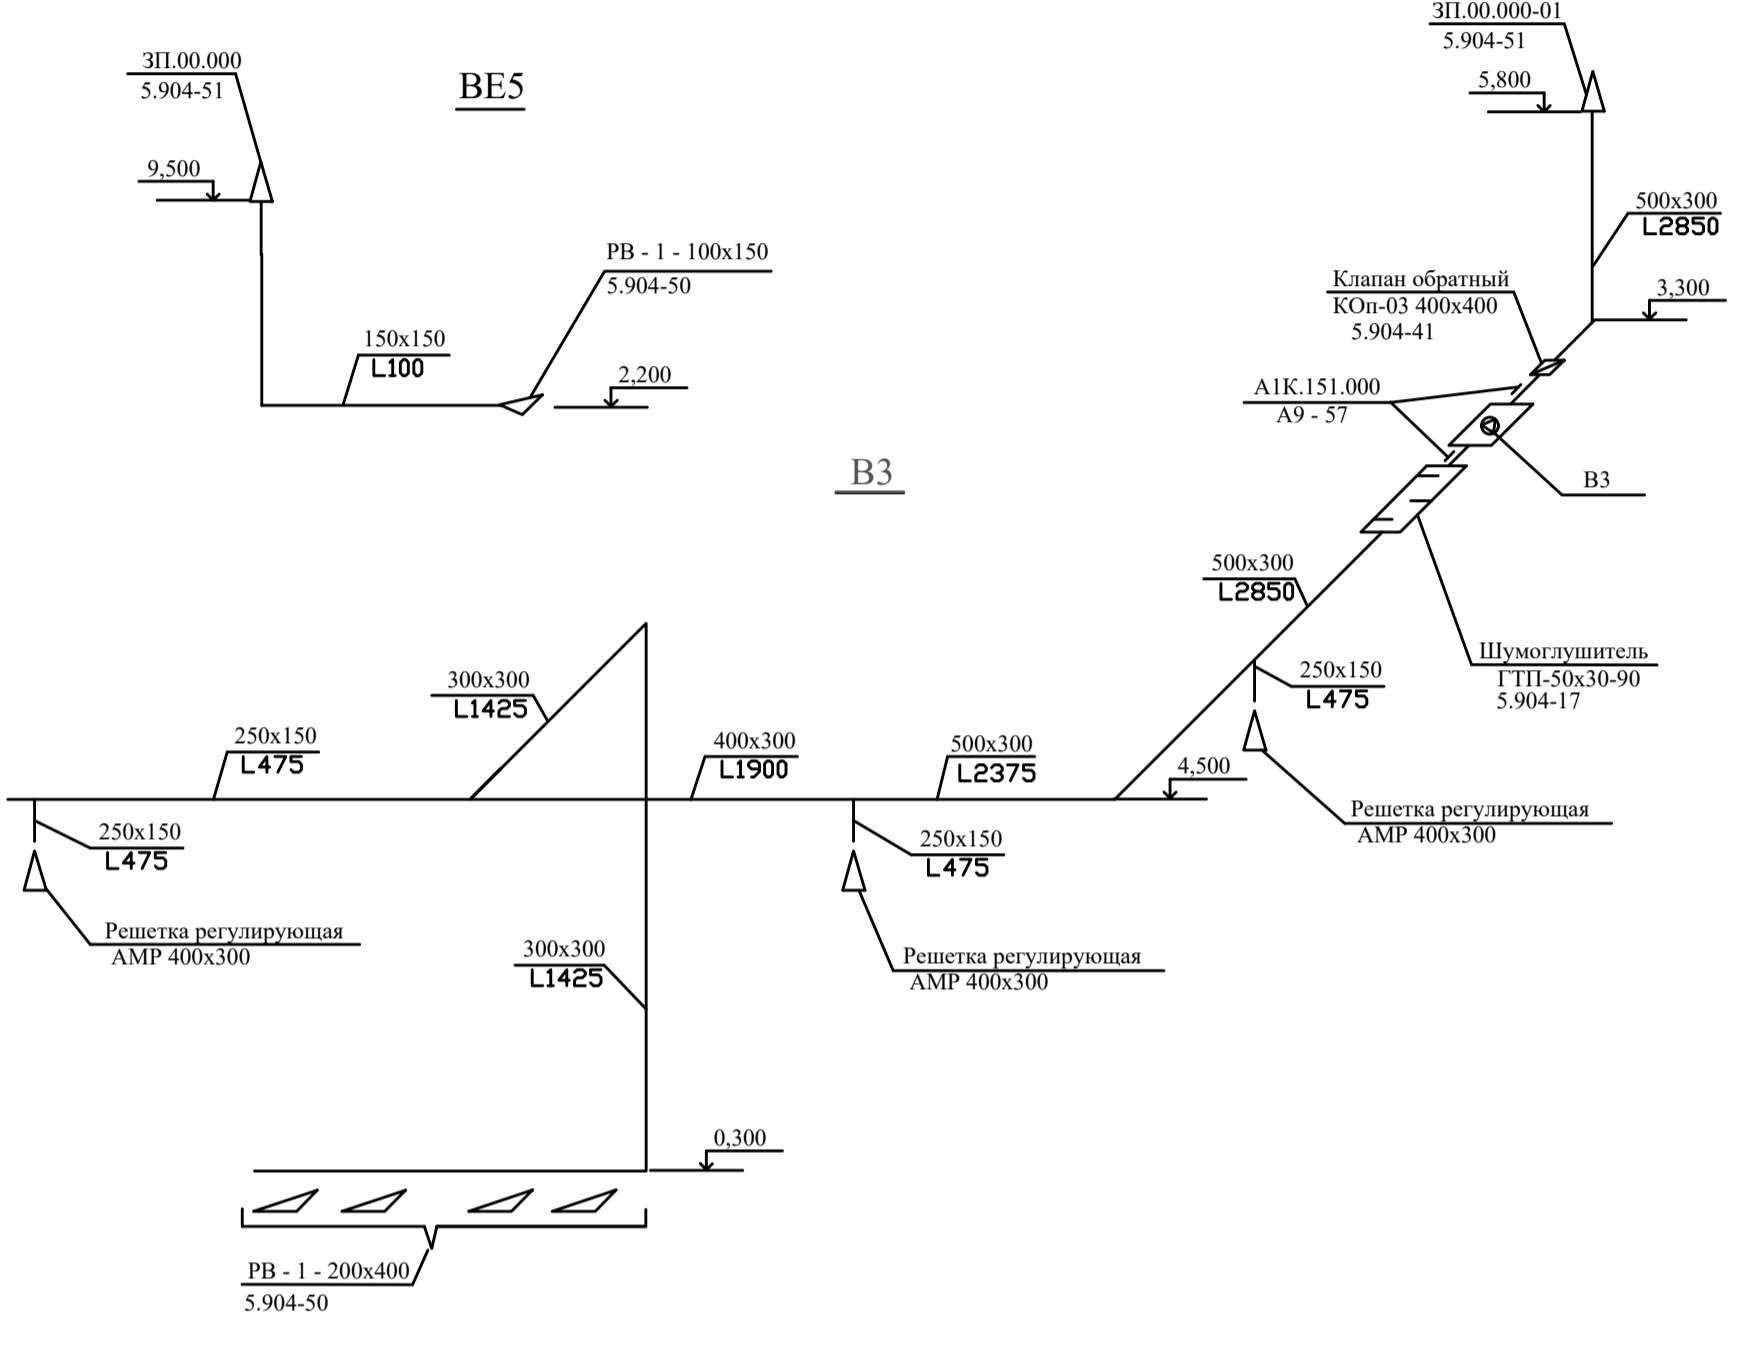 ЗП.00.000
5.904-51
ВЕ5
9,500
РВ - 1 - 100х150
5.904-50
150х150
L100
2,200
ЗП.00.000-01
5.904-51
5,800
500х300
L2850
Клапан обратный
КОп-03 400х400
5.904-41
3,300
А1К.151.000
А9 - 57
В3
В3
500х300
L2850
Шумоглушитель
ГТП-50х30-90
5.904-17
300х300
L1425
250х150
L475
250х150
L475
400х300
L1900
500х300
L2375
4,500
Решетка регулирующая
АМР 400х300
250х150
L475
250х150
L475
Решетка регулирующая
АМР 400х300
300х300
L1425
Решетка регулирующая
АМР 400х300
0,300
РВ - 1 - 200х400
5.904-50